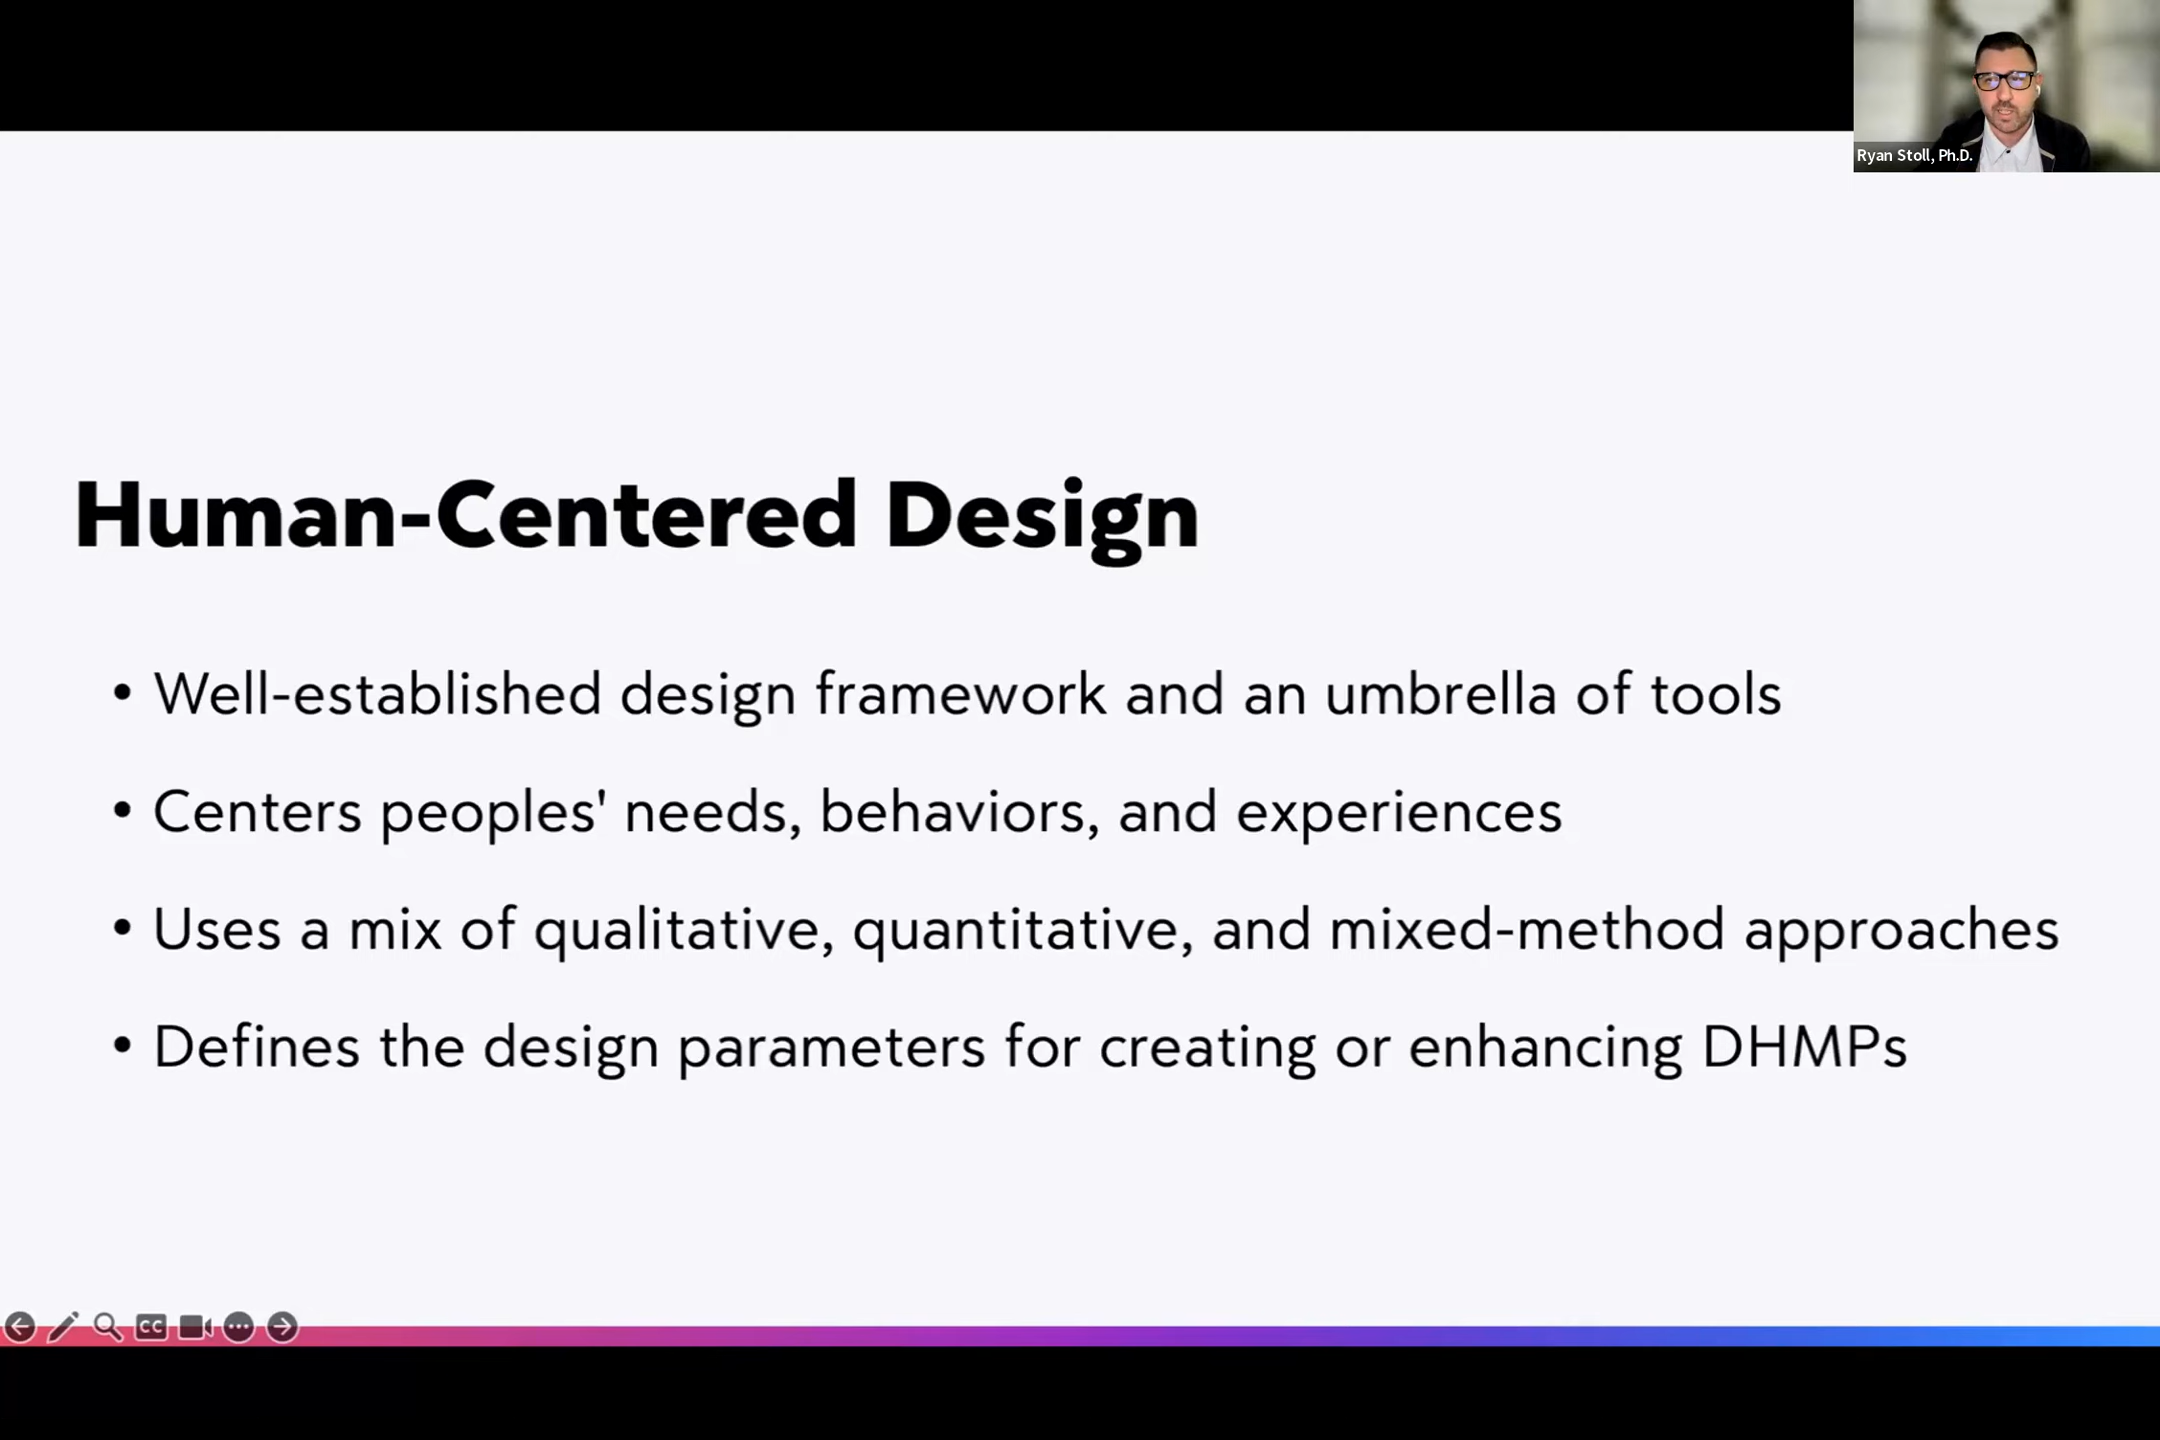 Ryan Stoll, Ph.D.
Human-Centered Design
• Well-established design framework and an umbrella of tools
• Centers peoples' needs, behaviors, and experiences
• Uses a mix of qualitative, quantitative, and mixed-method approaches
• Defines the design parameters for creating or enhancing DHMPs
CC